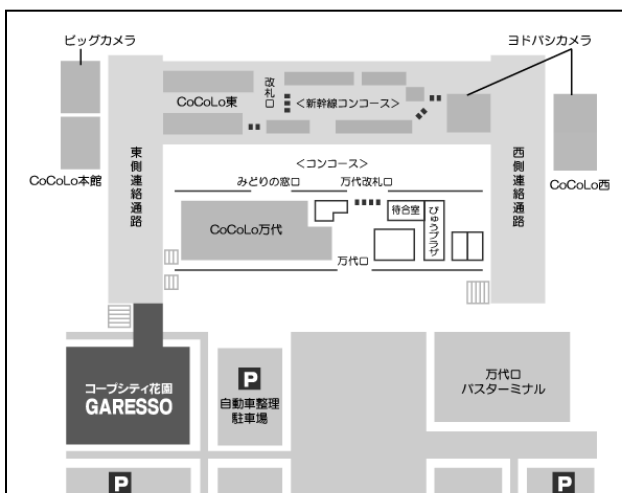 ビッグカメラ
ヨドバシカメラ
改札口
CoCoLo東
＜新幹線コンコース＞
CoCoLo本館
東側連絡通路
西側連絡通路
CoCoLo西
＜コンコース＞
みどりの窓口
万代改札口
待合室
びゅうプラザ
CoCoLo万代
万代口
コープシティ花園
GARESSO
P
自動車整理
駐車場
万代口
バスターミナル
P
P